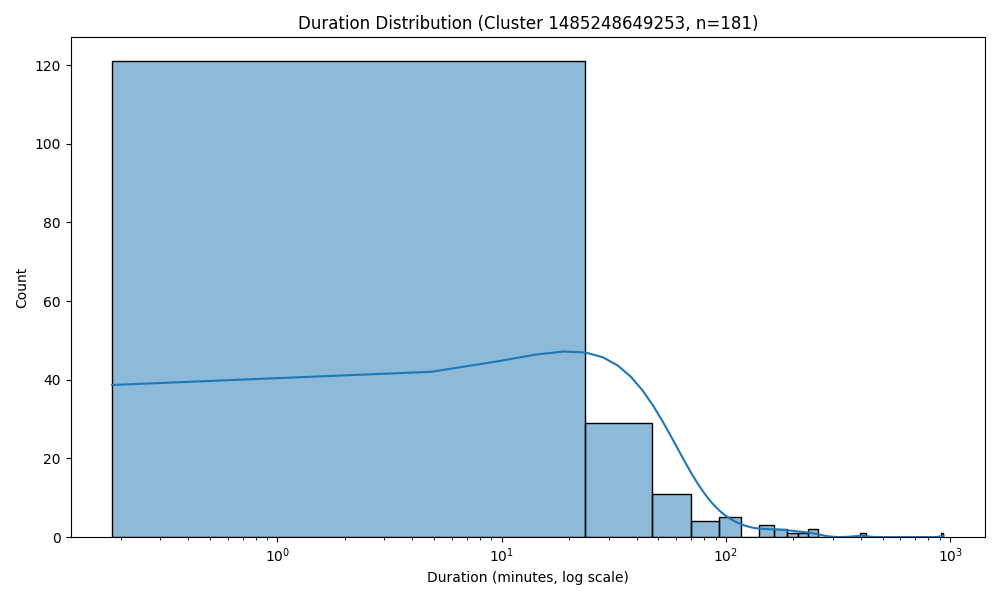 Duration Distribution (Cluster 1485248649253, n=181)
120
100
80
60
40
20
0
Count
10⁰ 10¹ 10² 10³
Duration (minutes, log scale)